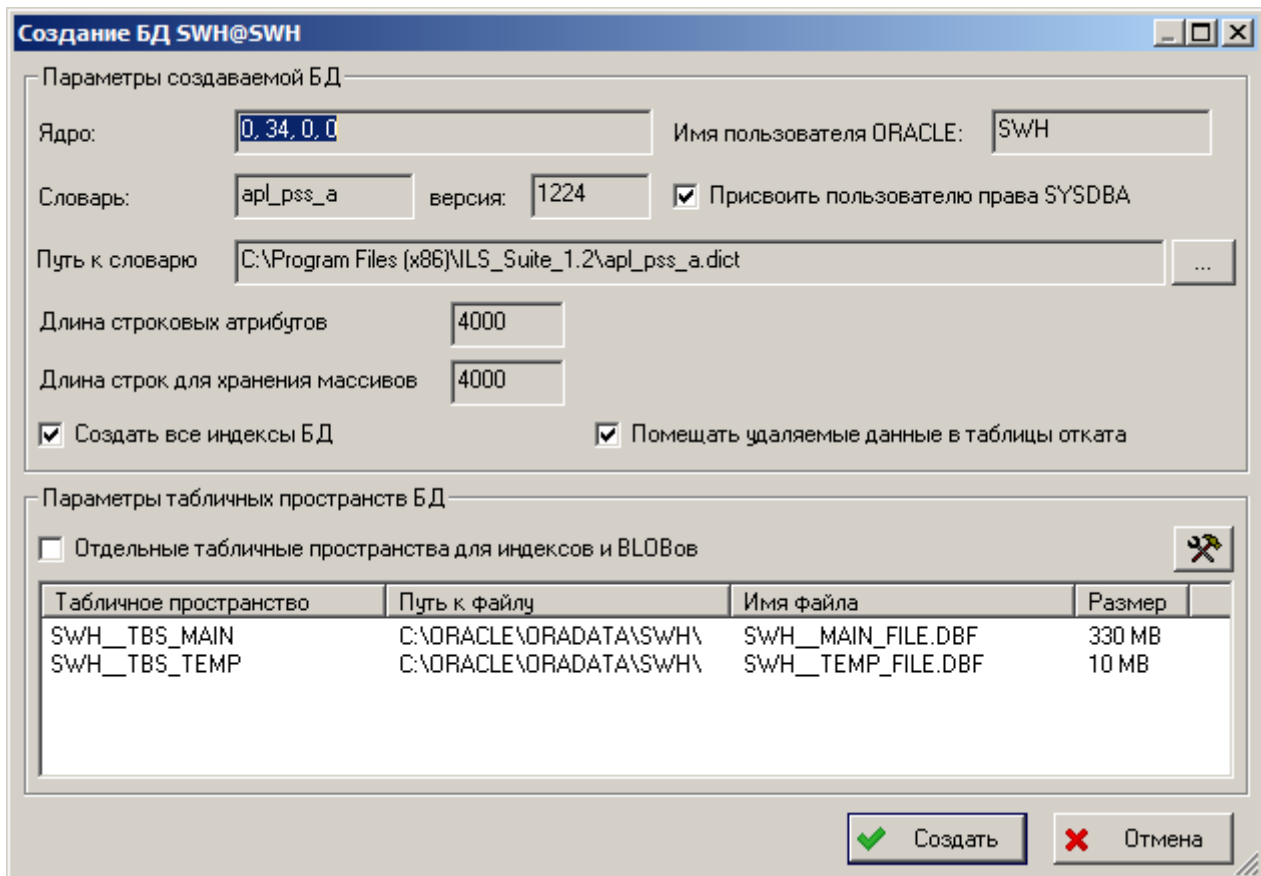 Создание БД SWH@SWH
Параметры создаваемой БД
Ядро: 0, 34, 0, 0 Имя пользователя ORACLE: SWH
Словарь: apl_pss_a версия: 1224 Присвоить пользователю права SYSDBA
Путь к словарю C:\Program Files (x86)\ILS_Suite_1.2\apl_pss_a.dict ...
Длина строковых атрибутов 4000
Длина строк для хранения массивов 4000
Создать все индексы БД Помещать удаляемые данные в таблицы отката
Параметры табличных пространств БД
Отдельные табличные пространства для индексов и BLOBов
Табличное пространство Путь к файлу Имя файла Размер
SWH__TBS_MAIN C:\ORACLE\ORADATA\SWH\ SWH__MAIN_FILE.DBF 330 MB
SWH__TBS_TEMP C:\ORACLE\ORADATA\SWH\ SWH__TEMP_FILE.DBF 10 MB
Создать Отмена